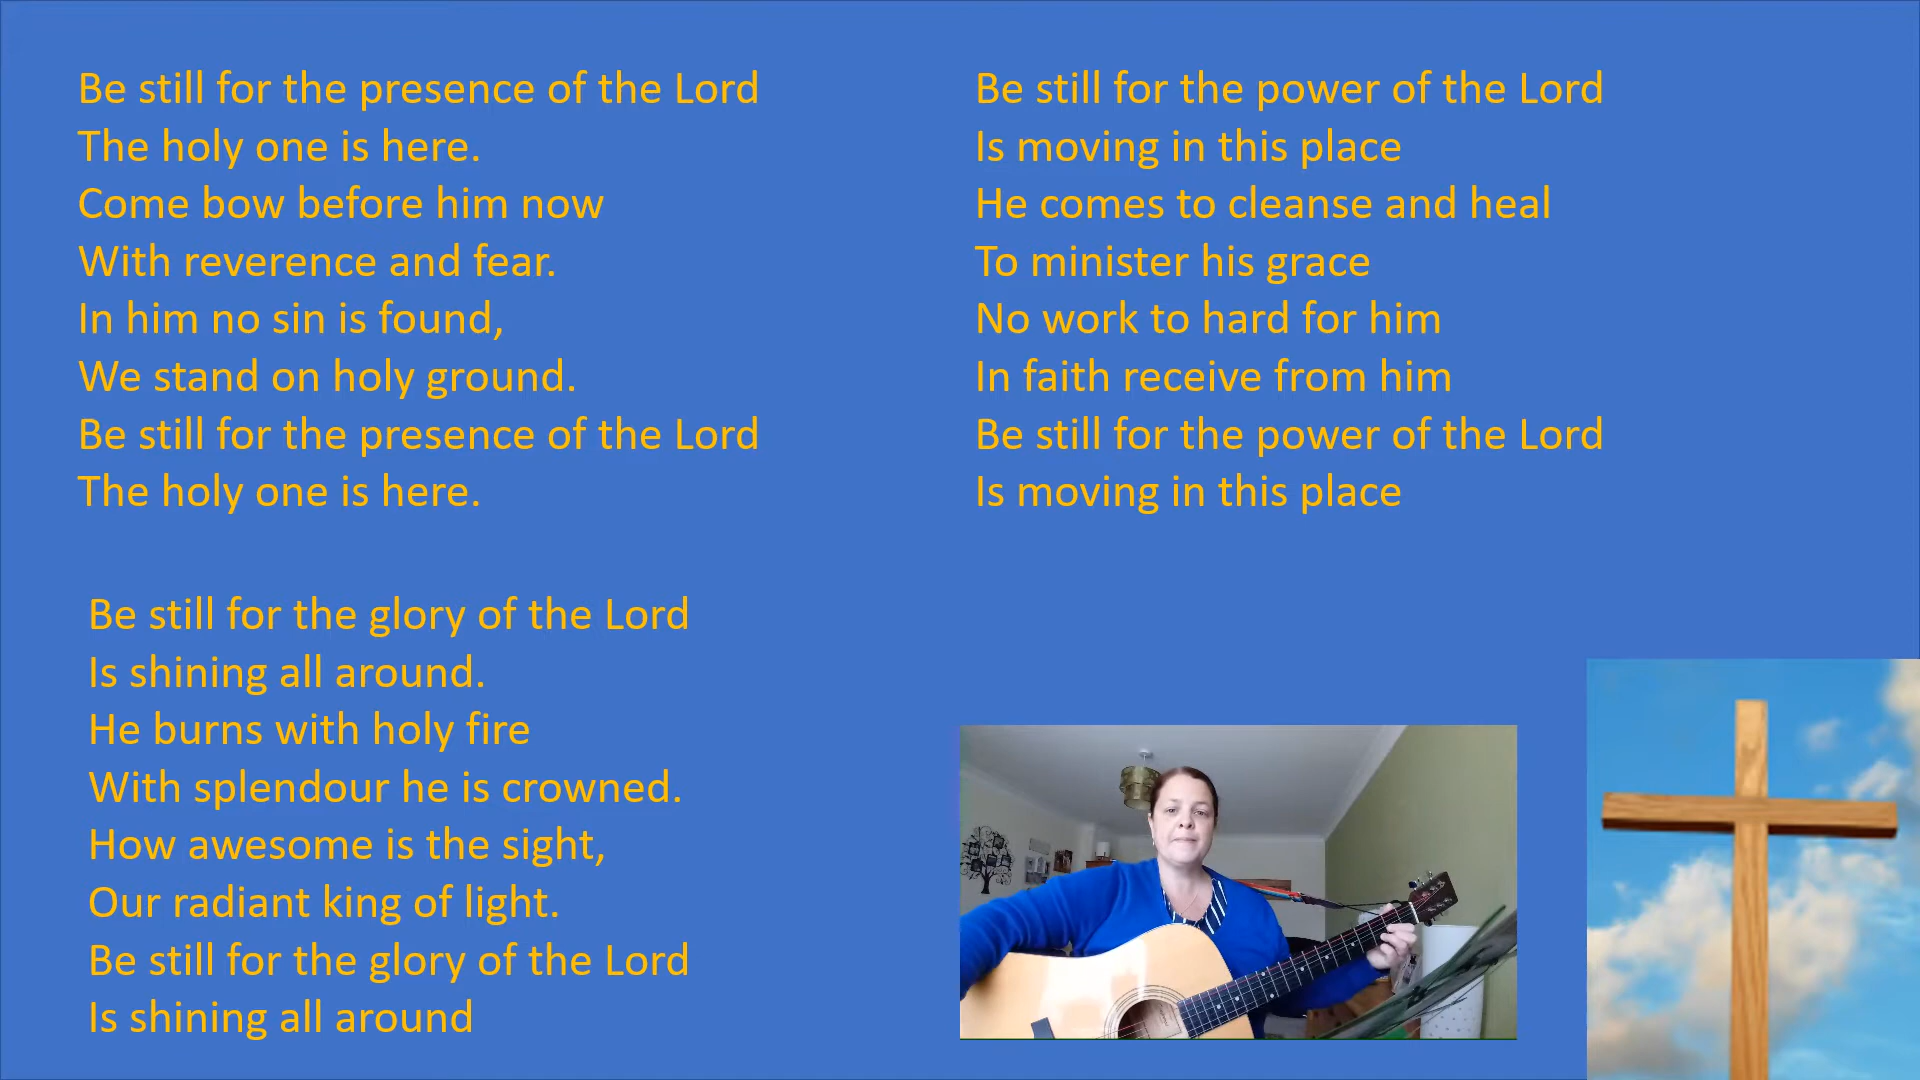 Be still for the presence of the Lord
The holy one is here.
Come bow before him now
With reverence and fear.
In him no sin is found,
We stand on holy ground.
Be still for the presence of the Lord
The holy one is here.
Be still for the glory of the Lord
Is shining all around.
He burns with holy fire
With splendour he is crowned.
How awesome is the sight,
Our radiant king of light.
Be still for the glory of the Lord
Is shining all around
Be still for the power of the Lord
Is moving in this place
He comes to cleanse and heal
To minister his grace
No work to hard for him
In faith receive from him
Be still for the power of the Lord
Is moving in this place